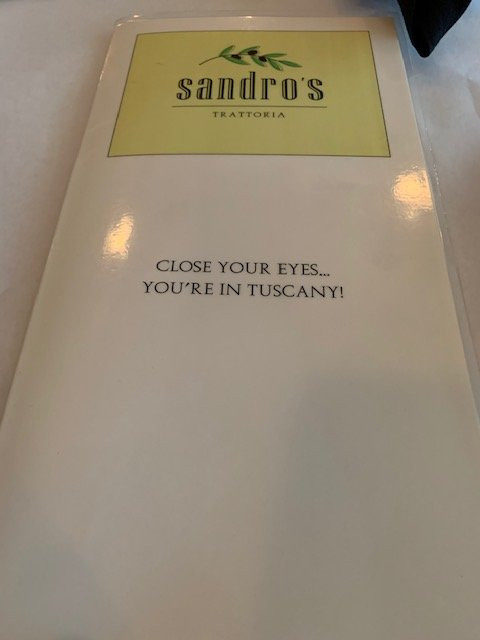 sandro's
TRATTORIA
CLOSE YOUR EYES...
YOU'RE IN TUSCANY!